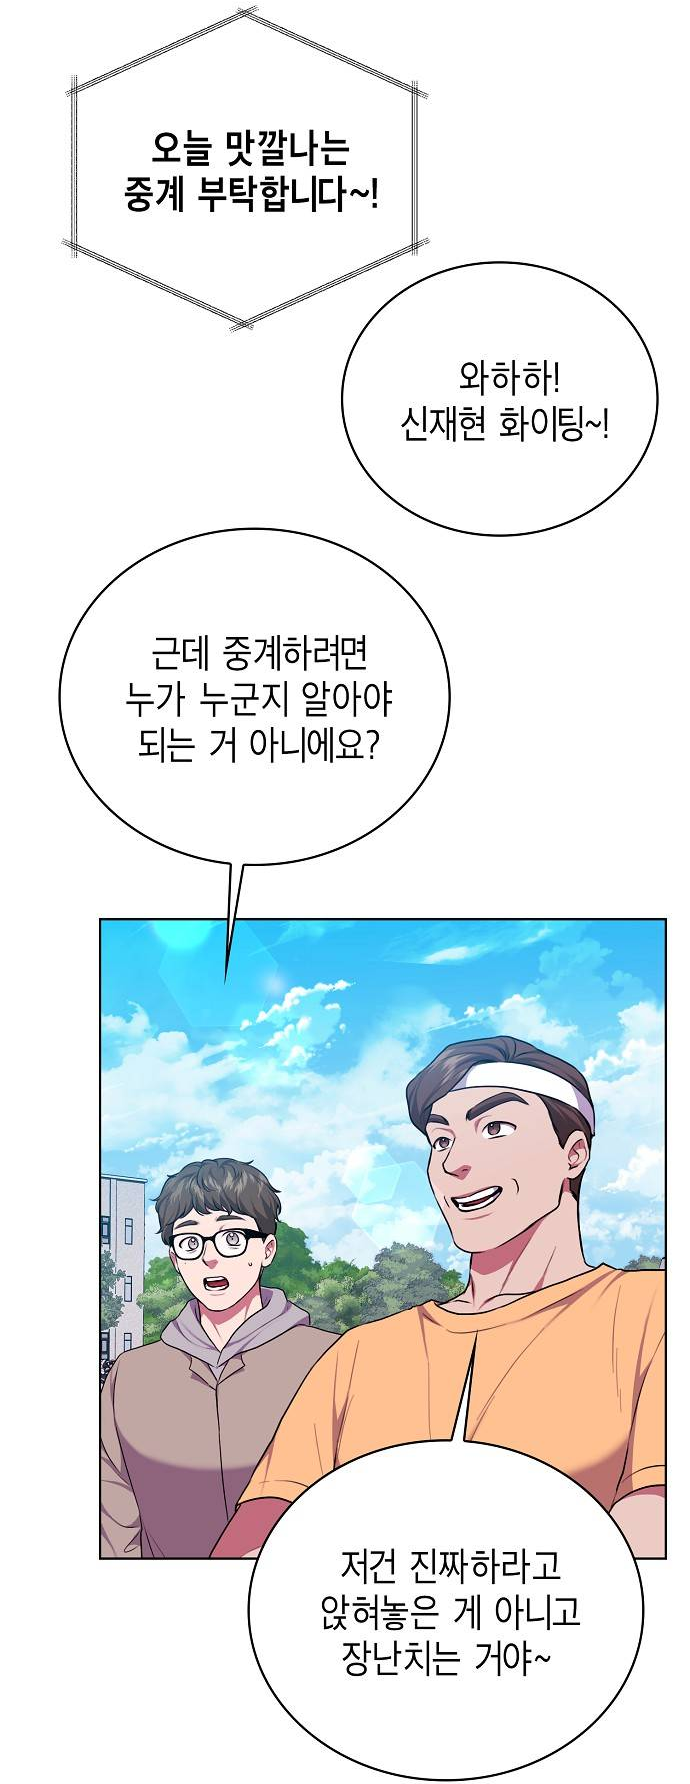 오늘 맛깔나는
중계 부탁합니다~!
와하하!
신재현 화이팅~!
근데 중계하려면
누가 누군지 알아야
되는 거 아니에요?
저건 진짜하라고
앉혀놓은 게 아니고
장난치는 거야~